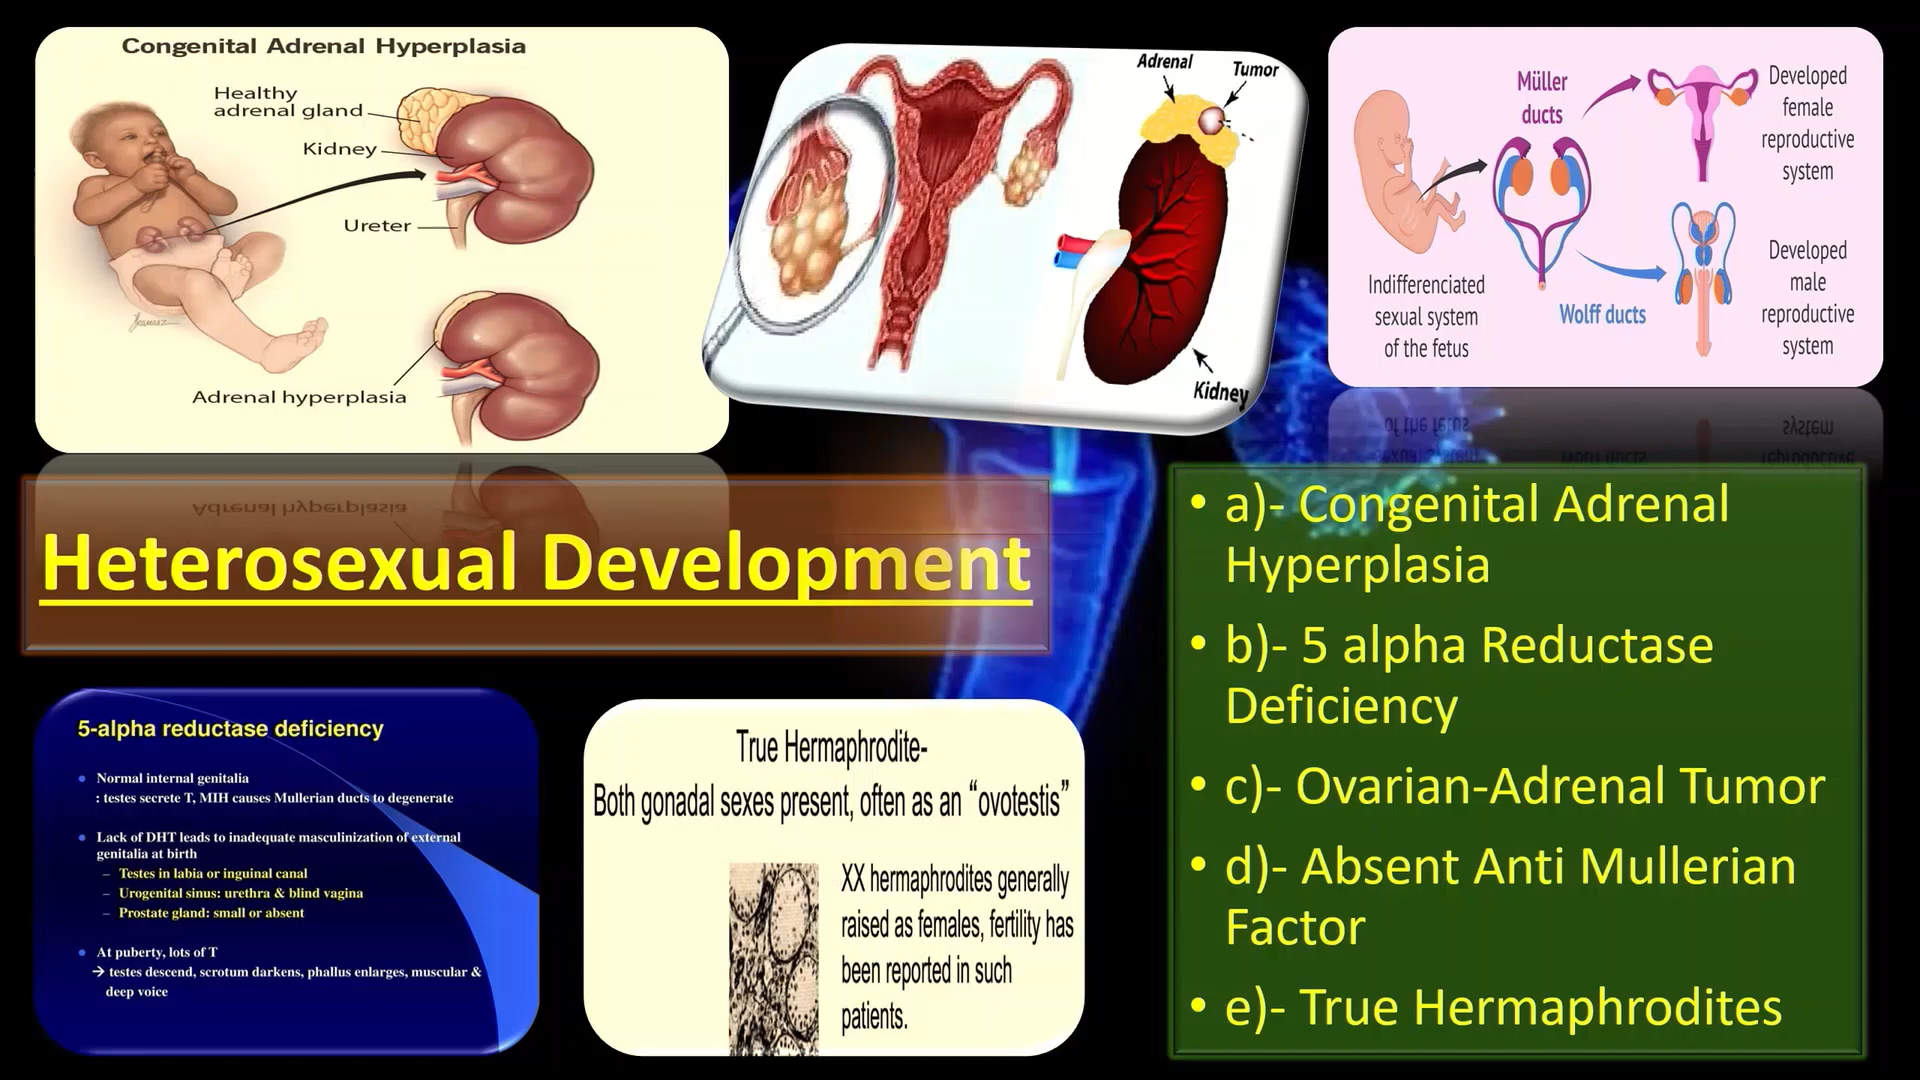 Congenital Adrenal Hyperplasia
Healthy
adrenal gland
Kidney
Ureter
Adrenal hyperplasia
Adrenal
Tumor
Kidney
Müller
ducts
Developed
female
reproductive
system
Indifferenciated
sexual system
of the fetus
Wolff ducts
Developed
male
reproductive
system
Heterosexual Development
• a)- Congenital Adrenal
Hyperplasia
• b)- 5 alpha Reductase
Deficiency
• c)- Ovarian-Adrenal Tumor
• d)- Absent Anti Mullerian
Factor
• e)- True Hermaphrodites
5-alpha reductase deficiency
• Normal internal genitalia
: testes secrete T, MIH causes Mullerian ducts to degenerate
• Lack of DHT leads to inadequate masculinization of external
genitalia at birth
– Testes in labia or inguinal canal
– Urogenital sinus: urethra & blind vagina
– Prostate gland: small or absent
• At puberty, lots of T
→ testes descend, scrotum darkens, phallus enlarges, muscular &
deep voice
True Hermaphrodite-
Both gonadal sexes present, often as an “ovotestis”
XX hermaphrodites generally
raised as females, fertility has
been reported in such
patients.